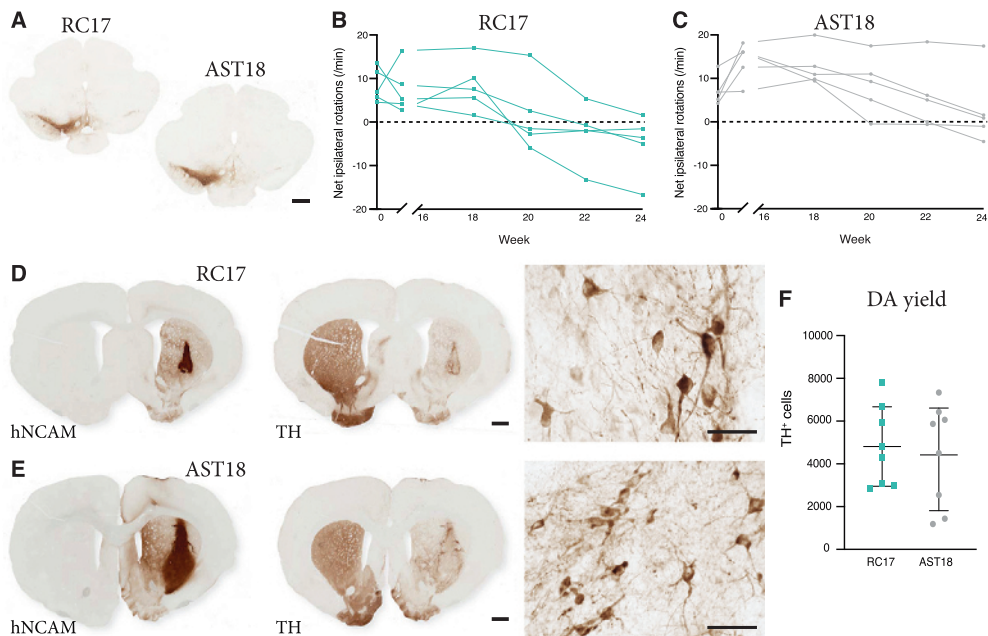 A
RC17
AST18
B
RC17
Net ipsilateral rotations (/min)
20
10
0
-10
-20
0
16
18
20
22
24
Week
C
AST18
Net ipsilateral rotations (/min)
20
10
0
-10
-20
0
16
18
20
22
24
Week
D
RC17
hNCAM
TH
E
AST18
hNCAM
TH
F
DA yield
TH+ cells
10000
8000
6000
4000
2000
0
RC17
AST18